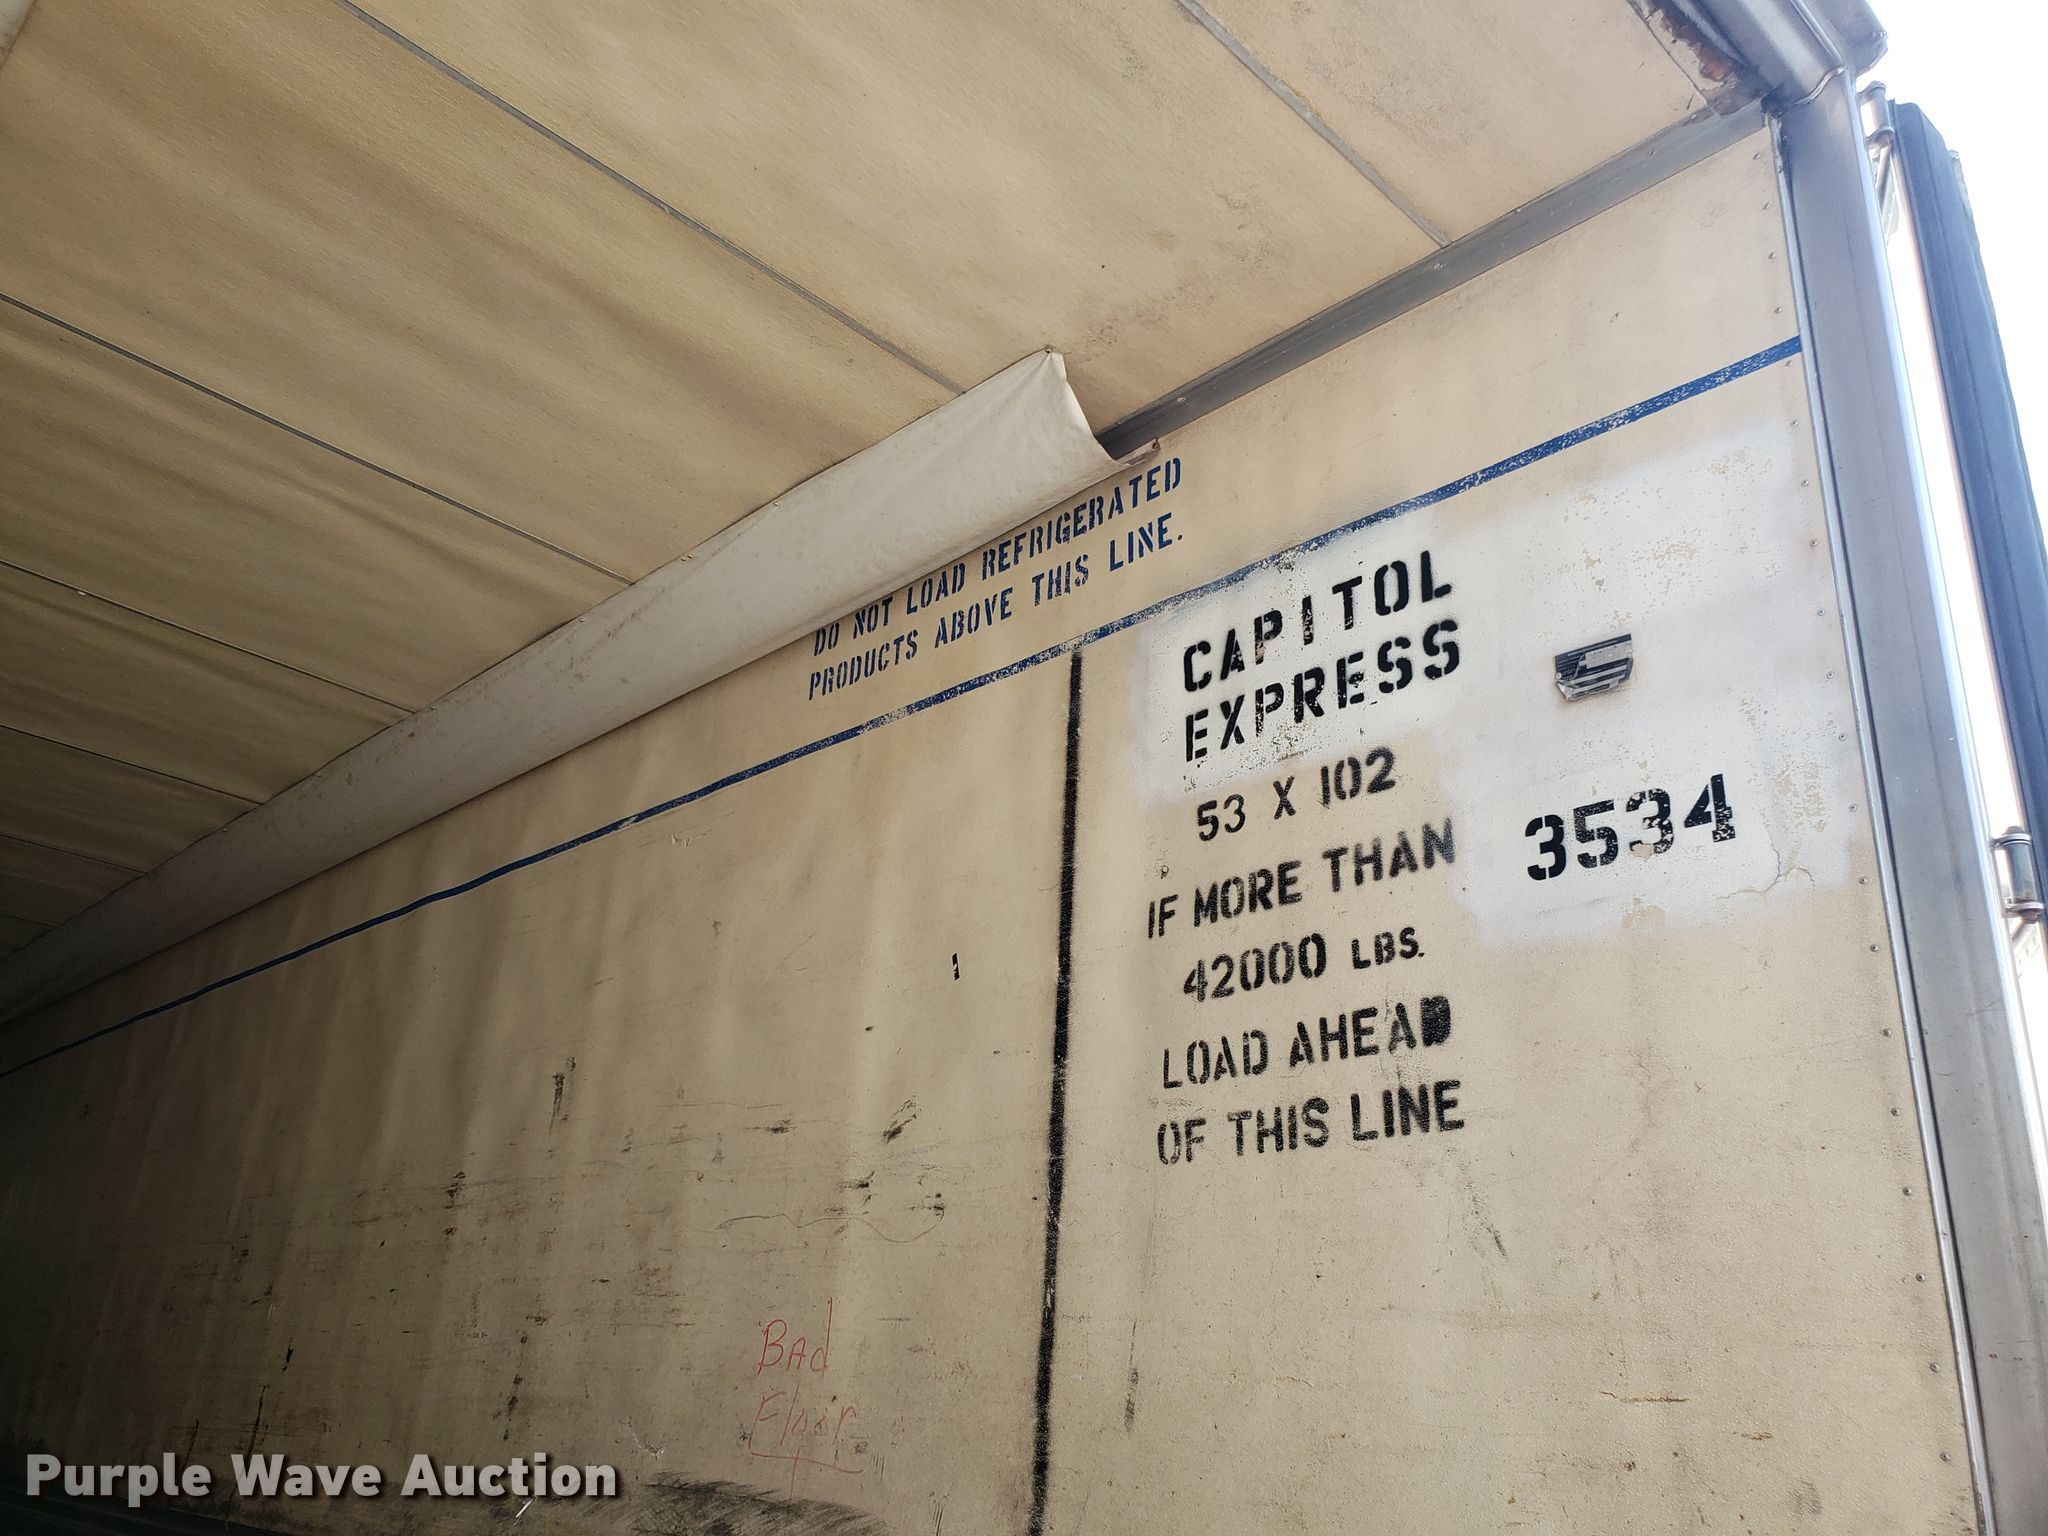 DO NOT LOAD REFRIGERATED
PRODUCTS ABOVE THIS LINE.
CAPITOL
EXPRESS
53 X 102
IF MORE THAN
42000 LBS.
LOAD AHEAD
OF THIS LINE
3534
BAd
Floor
Purple Wave Auction